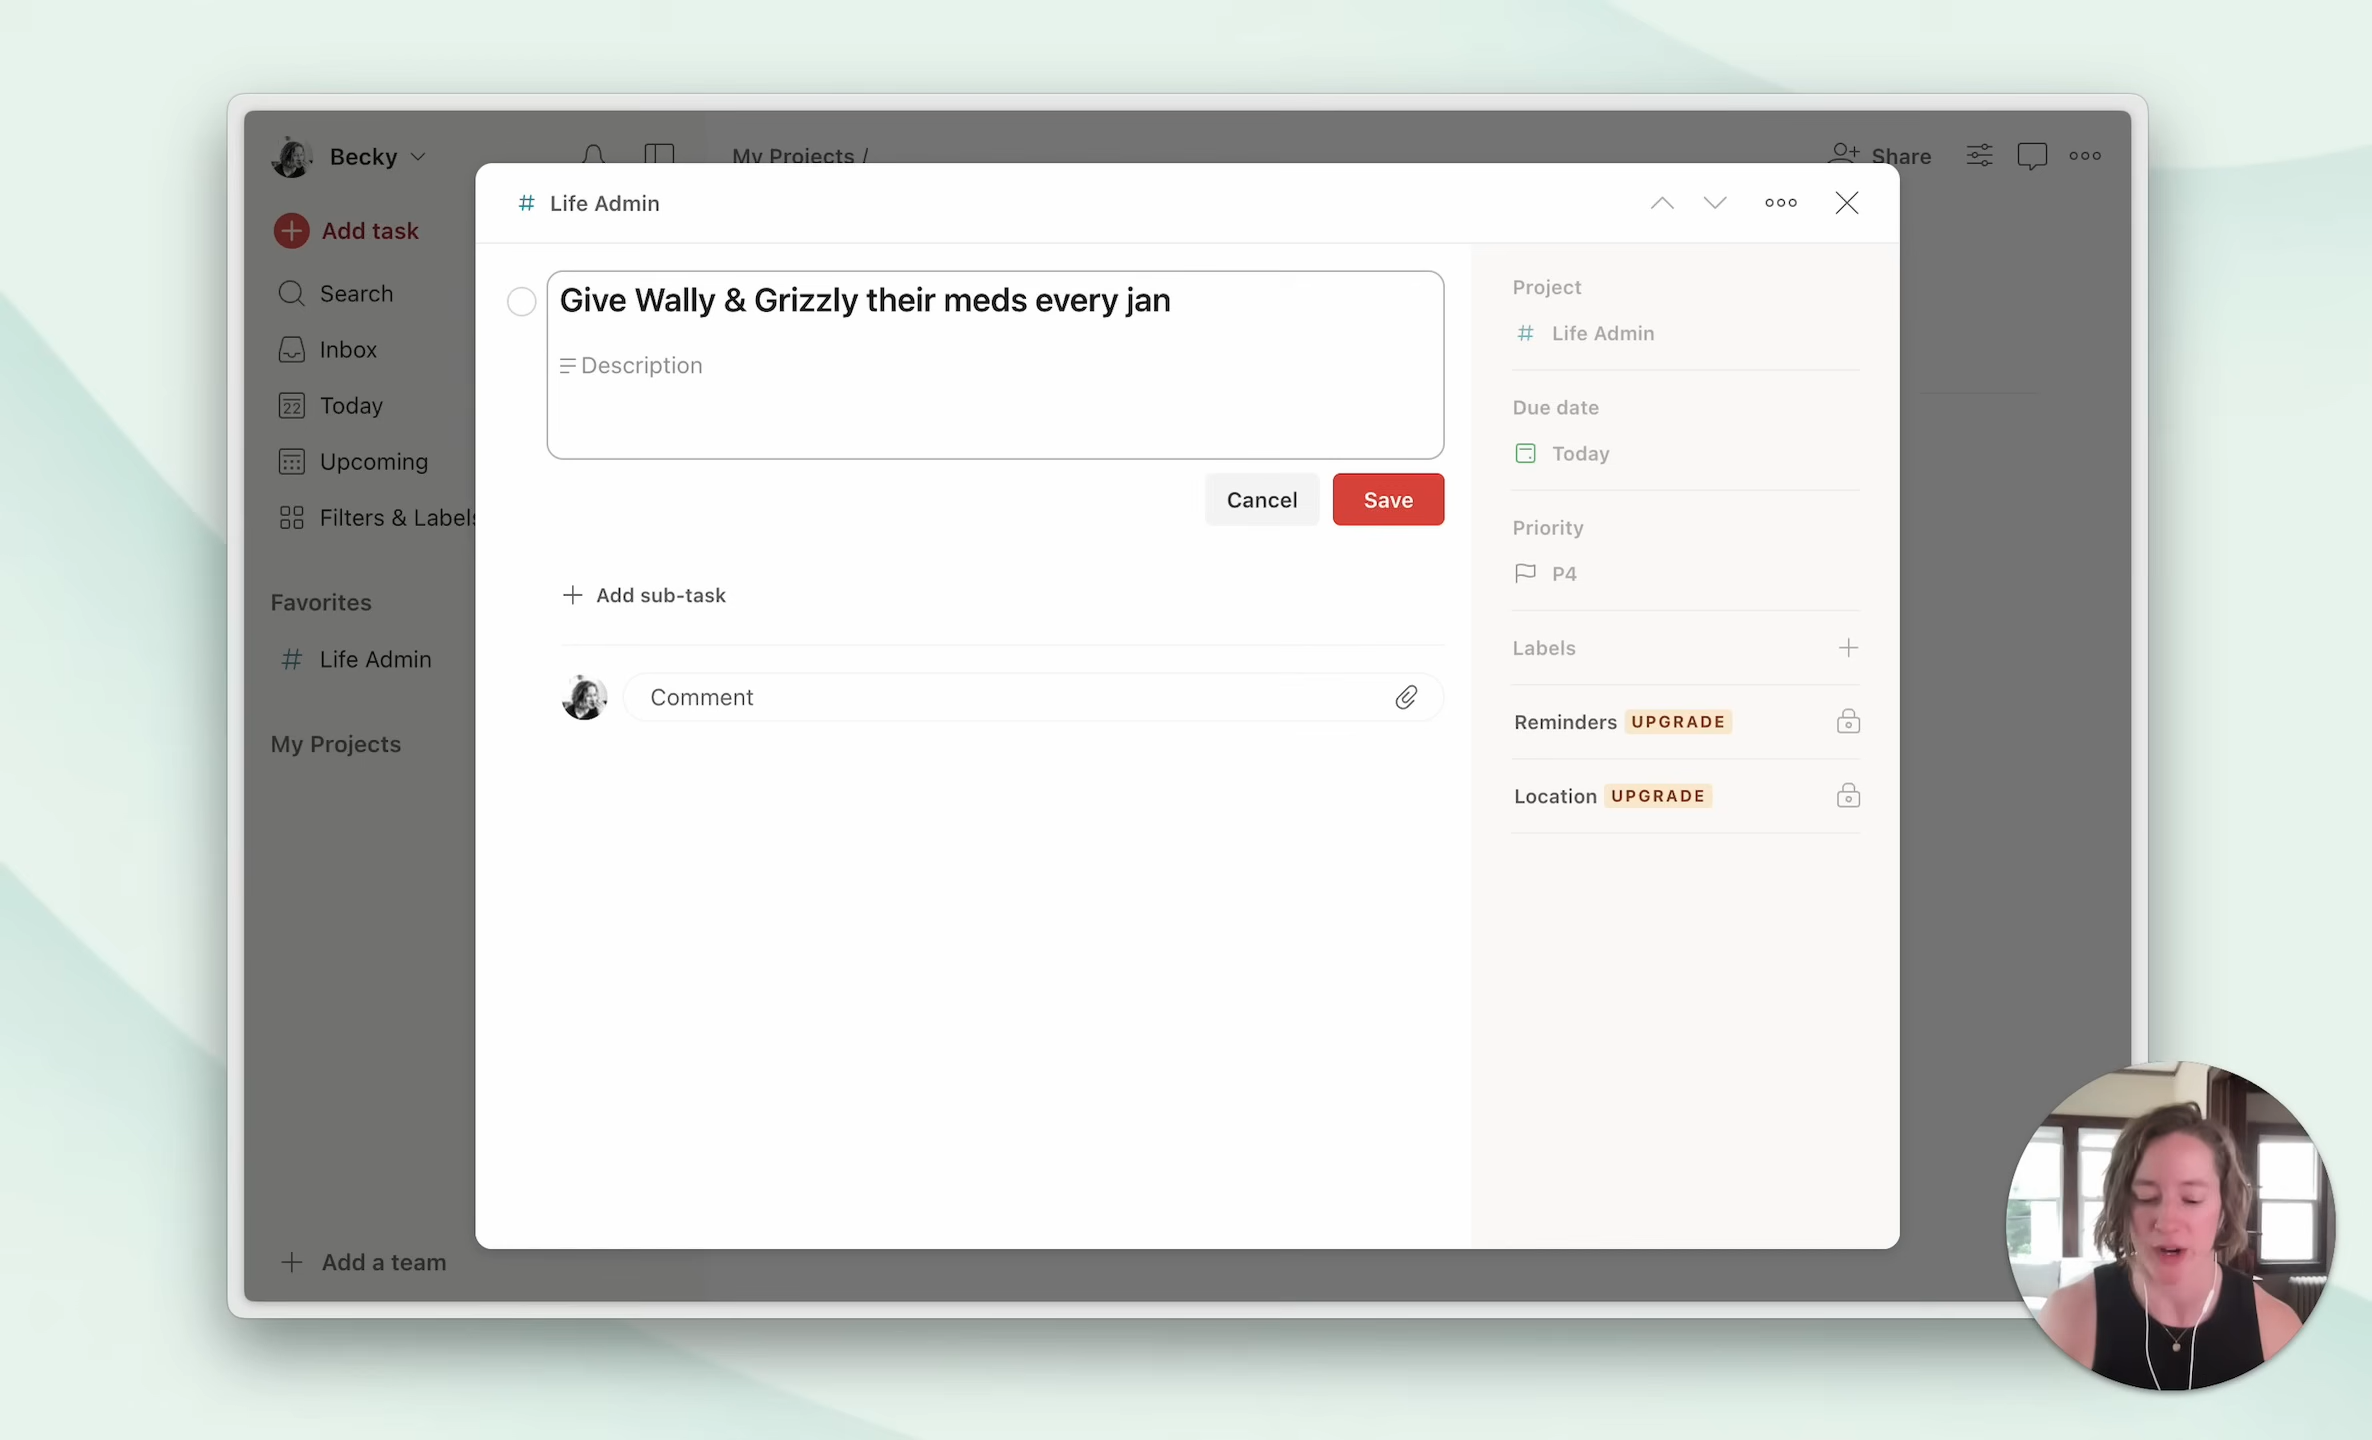 Becky
My Projects /
Share
Add task
Search
Inbox
22
Today
Upcoming
Filters & Labels
Favorites
# Life Admin
My Projects
Add a team
# Life Admin
Give Wally & Grizzly their meds every jan
Description
Cancel
Save
Add sub-task
Comment
Project
# Life Admin
Due date
Today
Priority
P4
Labels
Reminders UPGRADE
Location UPGRADE